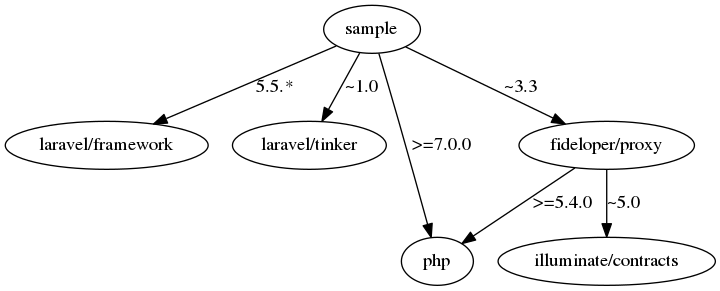 sample
5.5.*
~1.0
~3.3
laravel/framework
laravel/tinker
>=7.0.0
fideloper/proxy
>=5.4.0
~5.0
php
illuminate/contracts